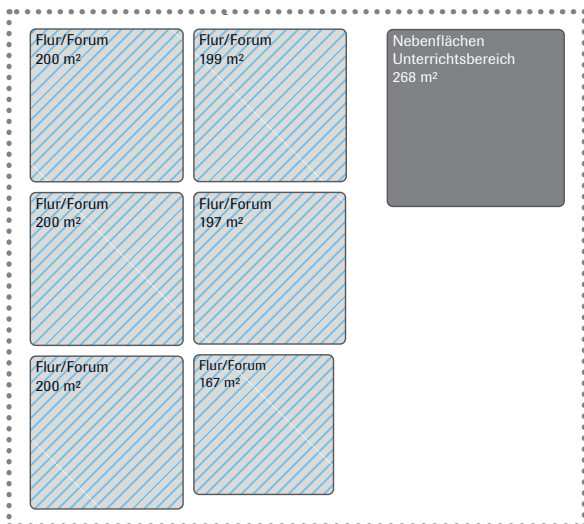 Flur/Forum
200 m²
Flur/Forum
199 m²
Nebenflächen
Unterrichtsbereich
268 m²
Flur/Forum
200 m²
Flur/Forum
197 m²
Flur/Forum
200 m²
Flur/Forum
167 m²